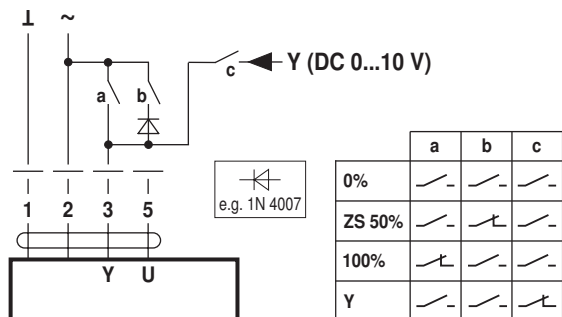 ⊥ ~
a b c Y (DC 0...10 V)
e.g. 1N 4007
1 2 3 5
Y U
a b c
0%
ZS 50%
100%
Y